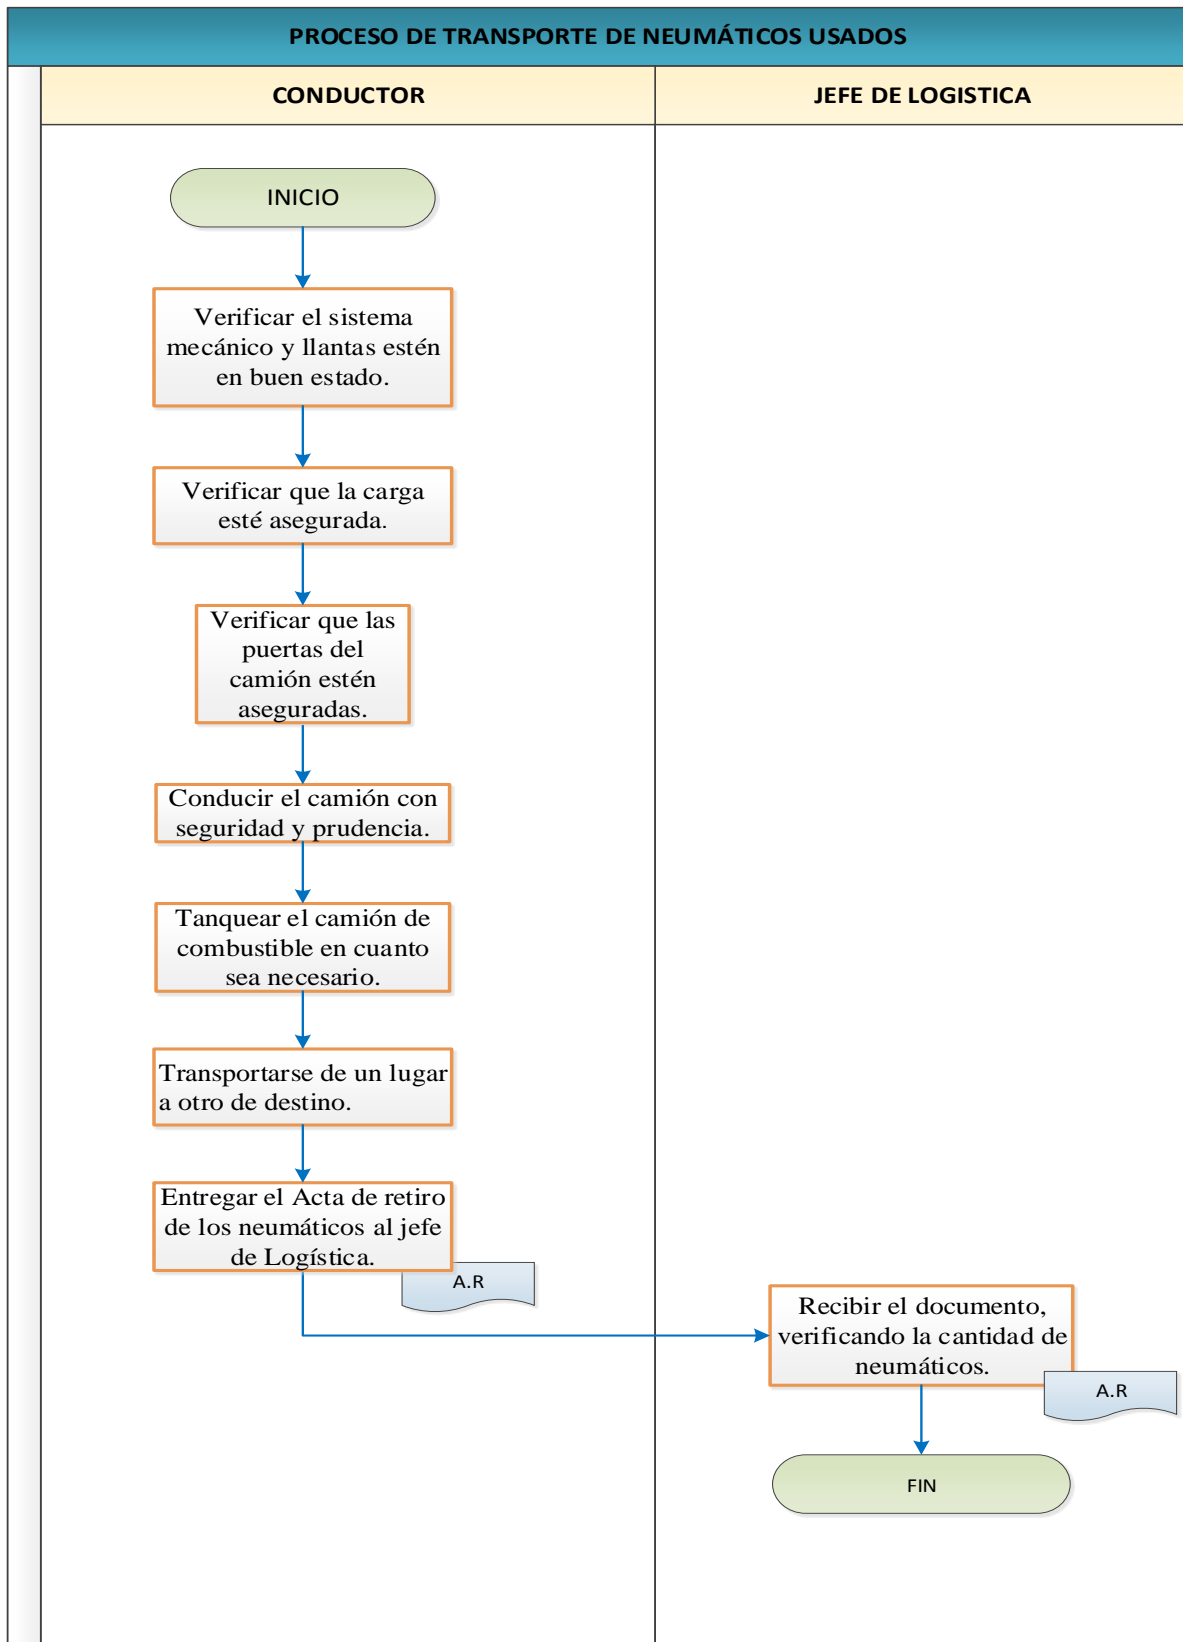 PROCESO DE TRANSPORTE DE NEUMÁTICOS USADOS
CONDUCTOR
JEFE DE LOGISTICA
INICIO
Verificar el sistema
mecánico y llantas estén
en buen estado.
Verificar que la carga
esté asegurada.
Verificar que las
puertas del
camión estén
aseguradas.
Conducir el camión con
seguridad y prudencia.
Tanquear el camión de
combustible en cuanto
sea necesario.
Transportarse de un lugar
a otro de destino.
Entregar el Acta de retiro
de los neumáticos al jefe
de Logística.
A.R
Recibir el documento,
verificando la cantidad de
neumáticos.
A.R
FIN